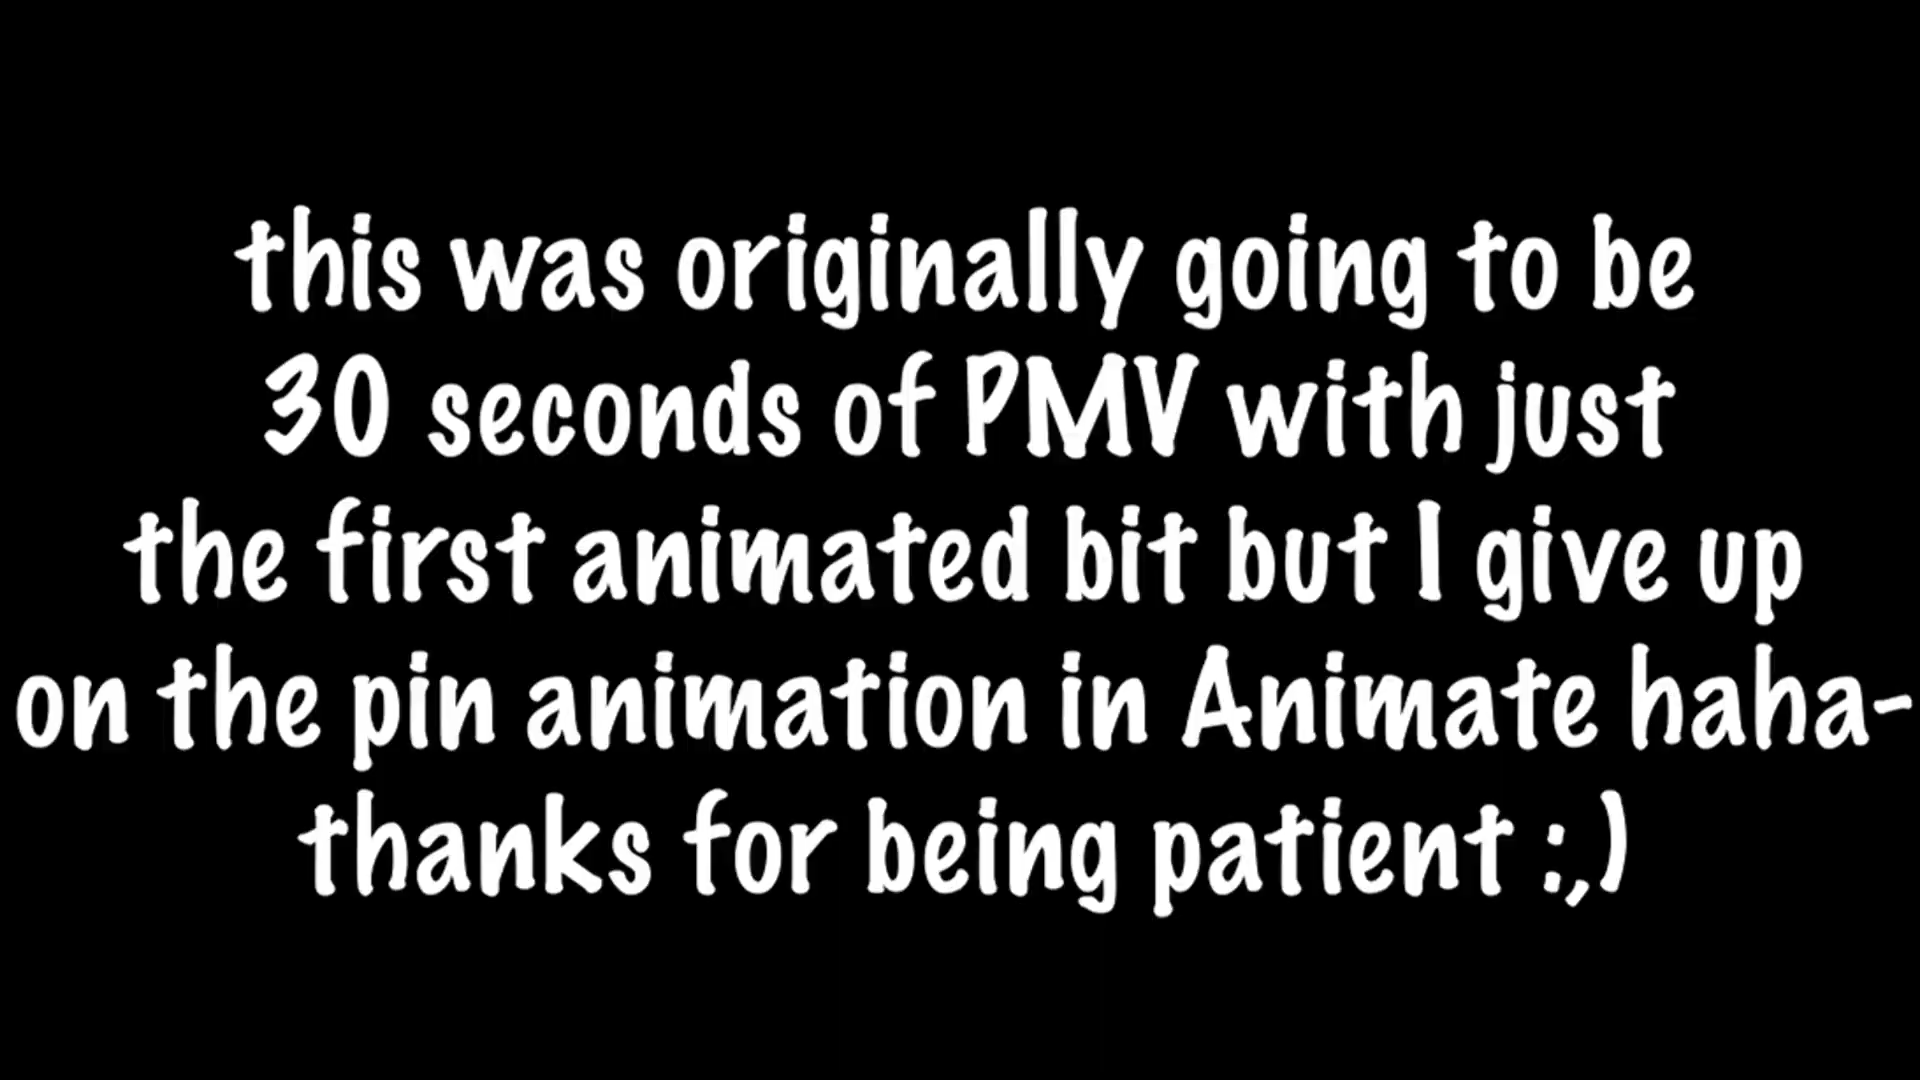 this was originally going to be
30 seconds of PMV with just
the first animated bit but I give up
on the pin animation in Animate haha-
thanks for being patient :,)